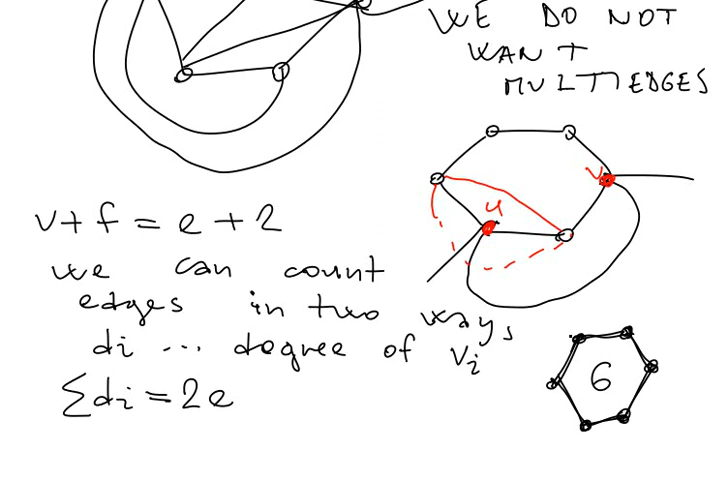 WE DO NOT
WANT
MULTIEDGES
v
u
v + f = e + 2
we can count
edges in two ways
di ... degree of vi
∑di = 2e
6